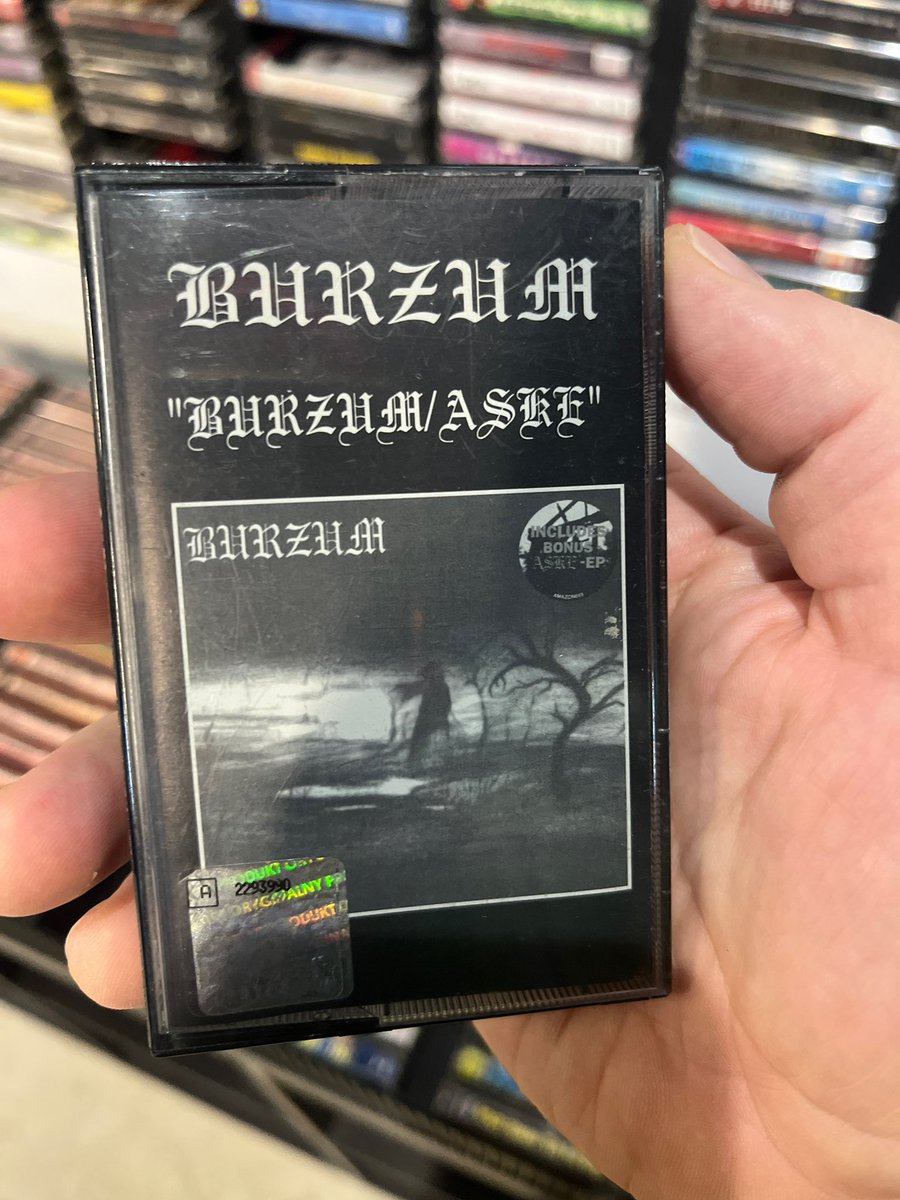 BURZUM
"BURZUM/ASKE"
BURZUM
INCLUDES
BONUS
ASKE -EP
A 2293990